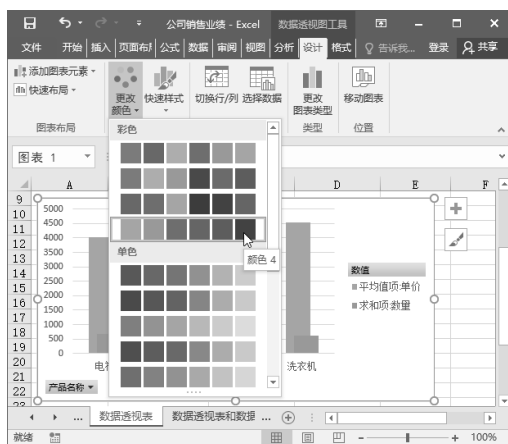 公司销售业绩 - Excel 数据透视图工具
文件 开始 插入 页面布局 公式 数据 审阅 视图 分析 设计 格式 告诉我... 登录 共享
添加图表元素
快速布局
更改颜色 快速样式 切换行/列 选择数据 更改图表类型 移动图表
图表布局 类型 位置
彩色
图表 1
A D E F
9
10 5000
11 4500
12 4000
13 3500
14 3000
15 2500
16 2000
17 1500
18 1000
19 500
20 0
21
22
单色
颜色 4
数值
平均值项:单价
求和项:数量
洗衣机
产品名称
... 数据透视表 数据透视表和数据 ...
就绪 100%